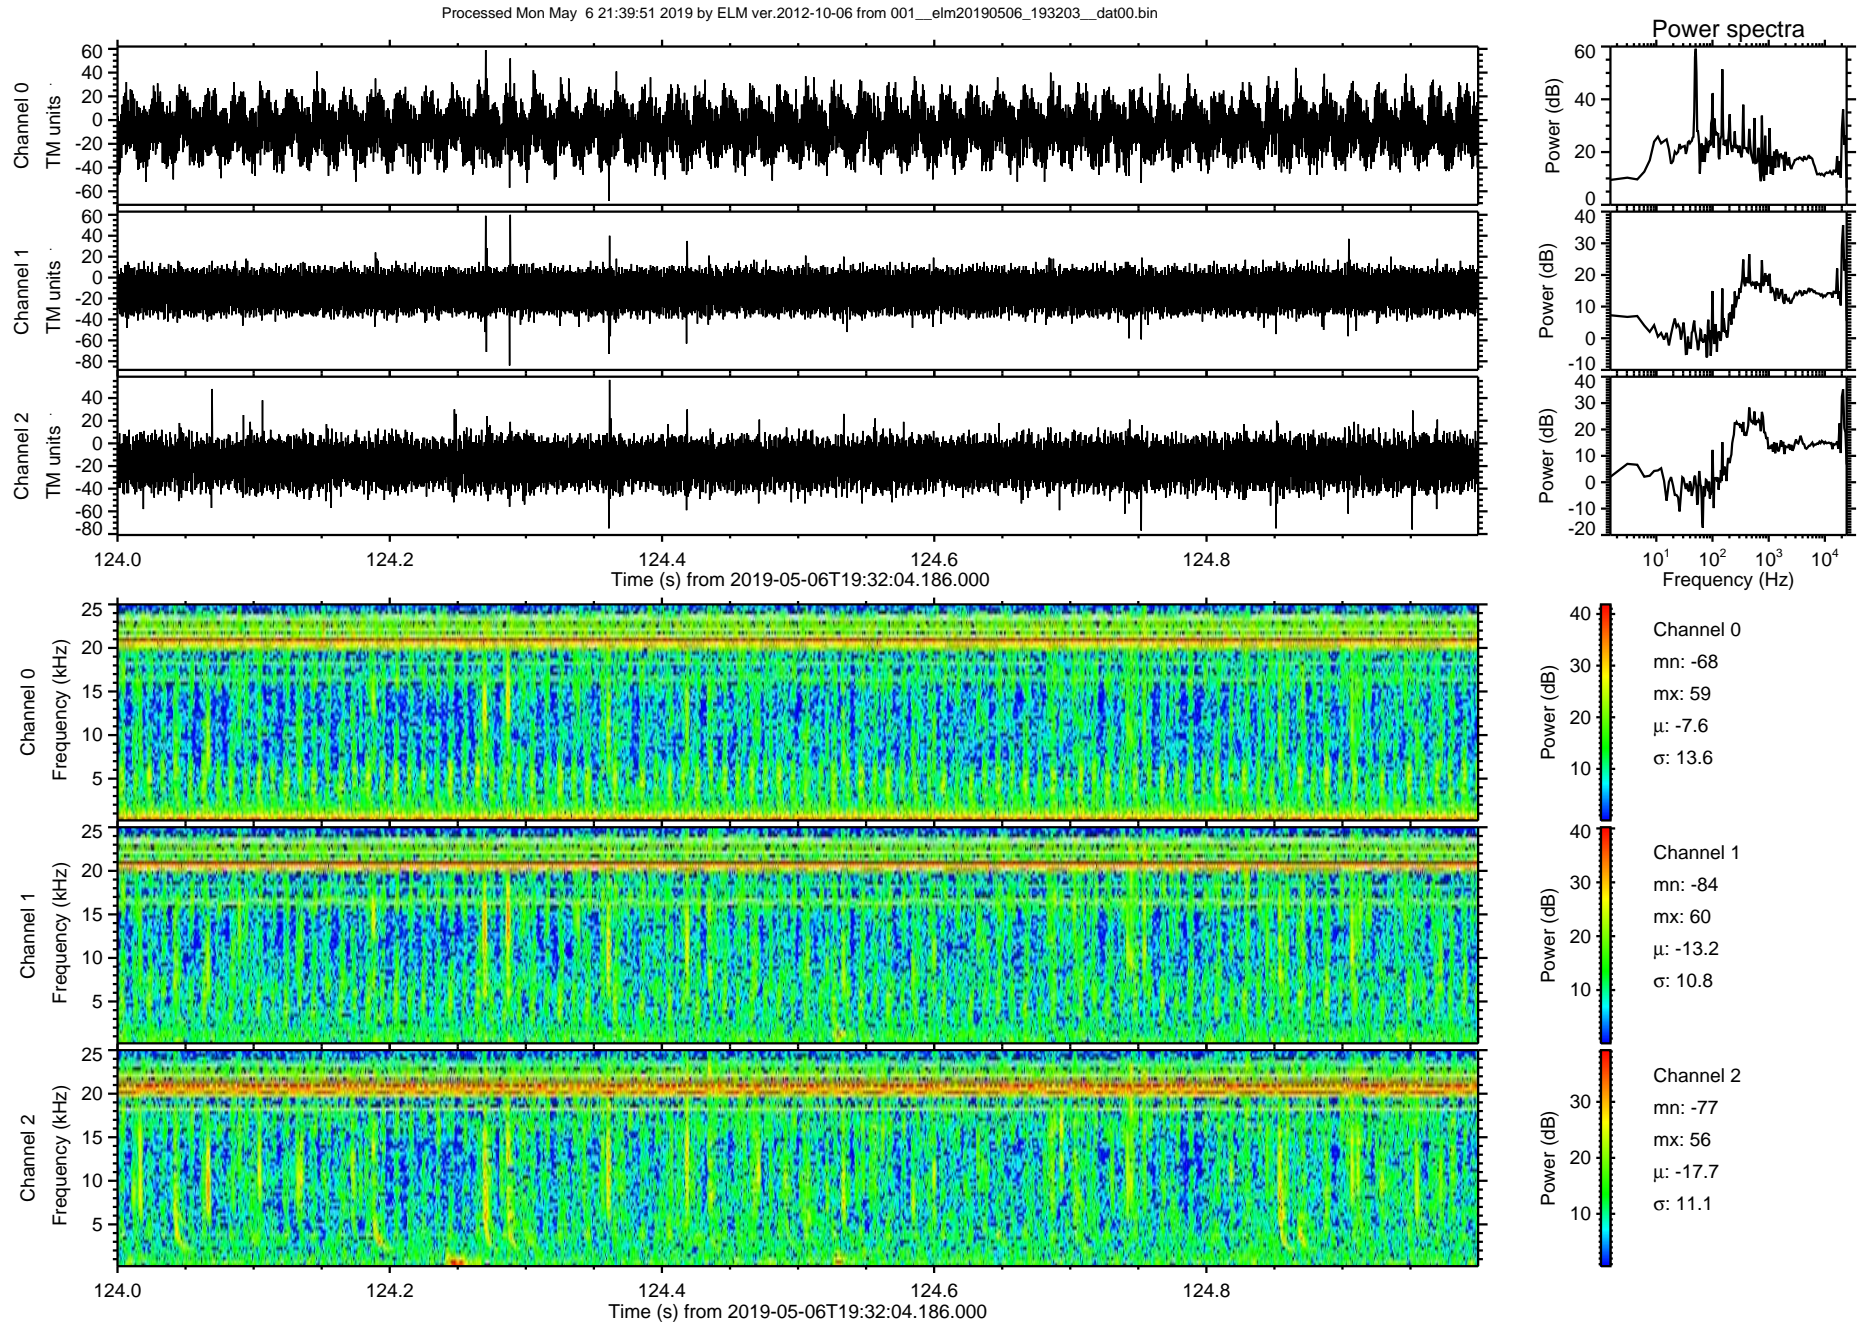 Processed Mon May  6 21:39:51 2019 by ELM ver.2012-10-06 from 001__elm20190506_193203__dat00.bin
Power spectra
Channel 0
TM units
60
40
20
0
-20
-40
-60
Power (dB)
60
40
20
0
Channel 1
TM units
60
40
20
0
-20
-40
-60
-80
Power (dB)
40
30
20
10
0
-10
Channel 2
TM units
40
20
0
-20
-40
-60
-80
Power (dB)
40
30
20
10
0
-10
-20
124.0 124.2 124.4 124.6 124.8
Time (s) from 2019-05-06T19:32:04.186.000
10¹ 10² 10³ 10⁴
Frequency (Hz)
Channel 0
Frequency (kHz)
25
20
15
10
5
Power (dB)
40
30
20
10
Channel 0
mn: -68
mx: 59
μ: -7.6
σ: 13.6
Channel 1
Frequency (kHz)
25
20
15
10
5
Power (dB)
40
30
20
10
Channel 1
mn: -84
mx: 60
μ: -13.2
σ: 10.8
Channel 2
Frequency (kHz)
25
20
15
10
5
Power (dB)
30
20
10
Channel 2
mn: -77
mx: 56
μ: -17.7
σ: 11.1
124.0 124.2 124.4 124.6 124.8
Time (s) from 2019-05-06T19:32:04.186.000